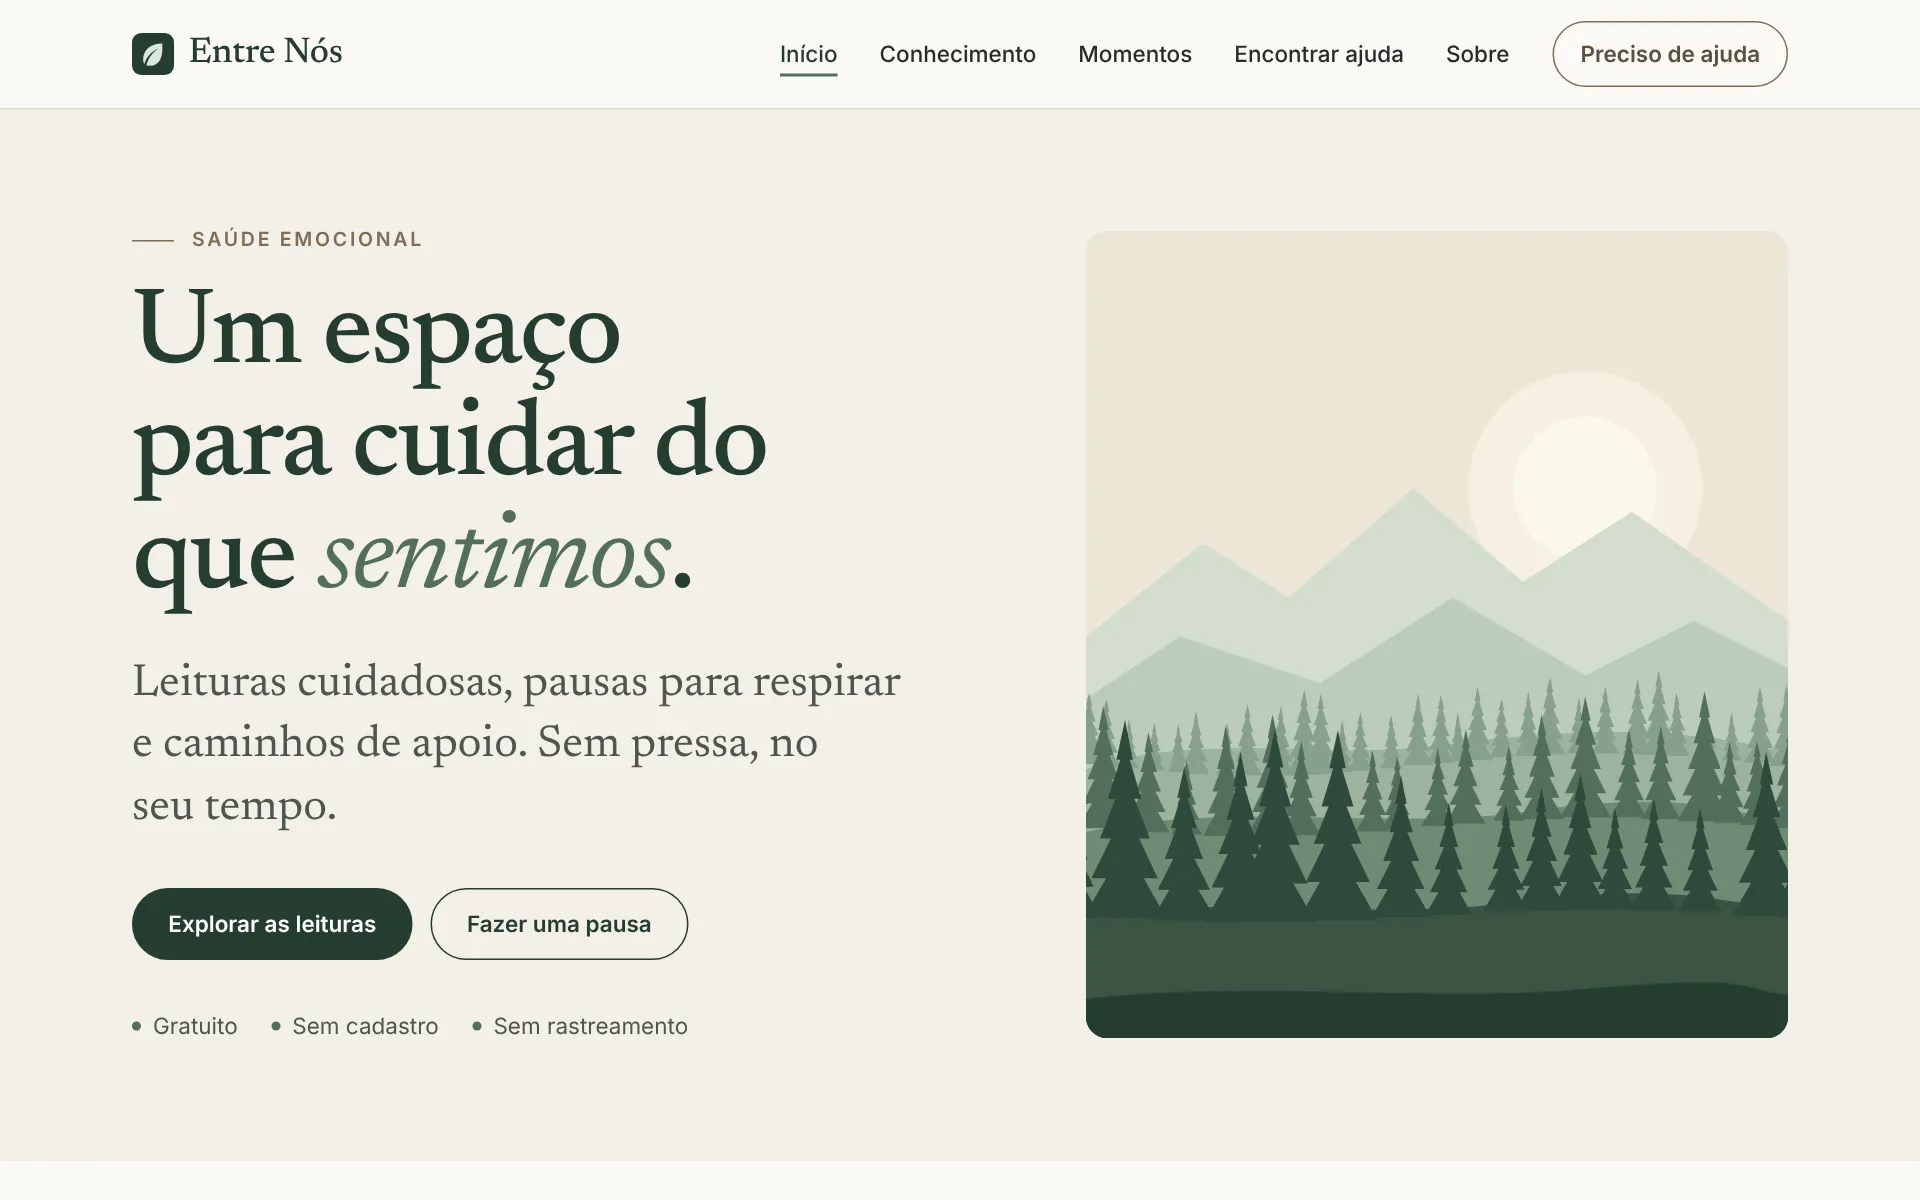 Entre Nós
Início
Conhecimento
Momentos
Encontrar ajuda
Sobre
Preciso de ajuda
SAÚDE EMOCIONAL
Um espaço
para cuidar do
que sentimos.
Leituras cuidadosas, pausas para respirar
e caminhos de apoio. Sem pressa, no
seu tempo.
Explorar as leituras
Fazer uma pausa
Gratuito
Sem cadastro
Sem rastreamento